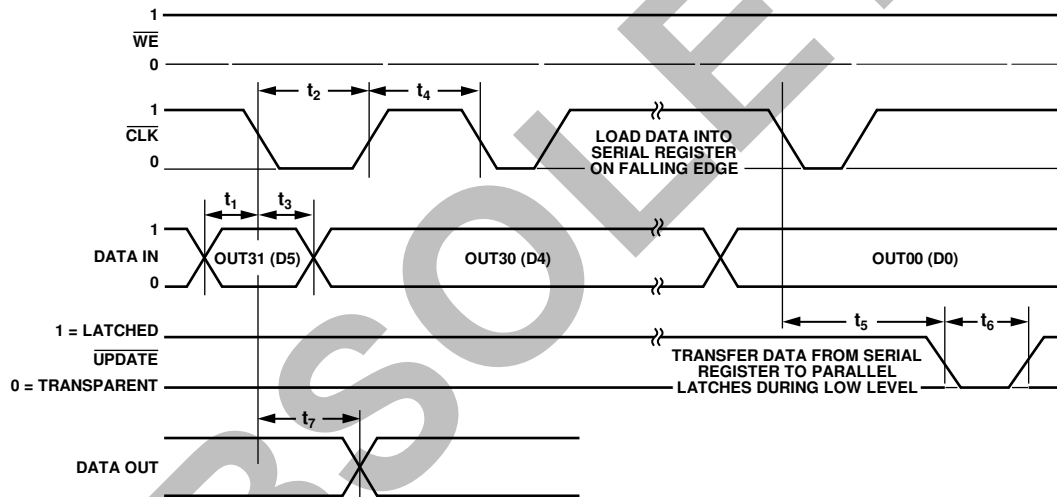 1
WE
0
t2
t4
1
CLK
0
LOAD DATA INTO
SERIAL REGISTER
ON FALLING EDGE
t1
t3
1
DATA IN
0
OUT31 (D5)
OUT30 (D4)
OUT00 (D0)
t5
t6
1 = LATCHED
UPDATE
0 = TRANSPARENT
TRANSFER DATA FROM SERIAL
REGISTER TO PARALLEL
LATCHES DURING LOW LEVEL
t7
DATA OUT
BSOLE